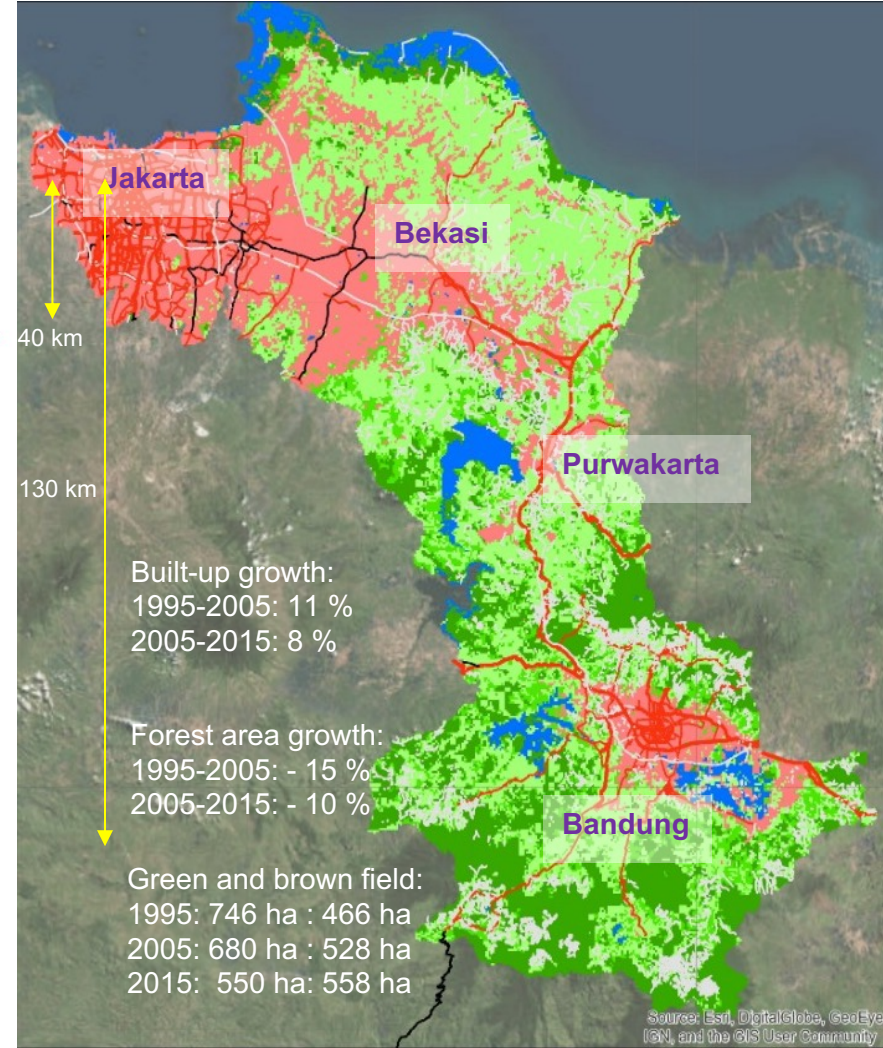 Jakarta
Bekasi
40 km
Purwakarta
130 km
Built-up growth:
1995-2005: 11 %
2005-2015: 8 %
Forest area growth:
1995-2005: - 15 %
2005-2015: - 10 %
Bandung
Green and brown field:
1995: 746 ha : 466 ha
2005: 680 ha : 528 ha
2015:  550 ha: 558 ha
Source: Esri, DigitalGlobe, GeoEye
IGN, and the GIS User Community